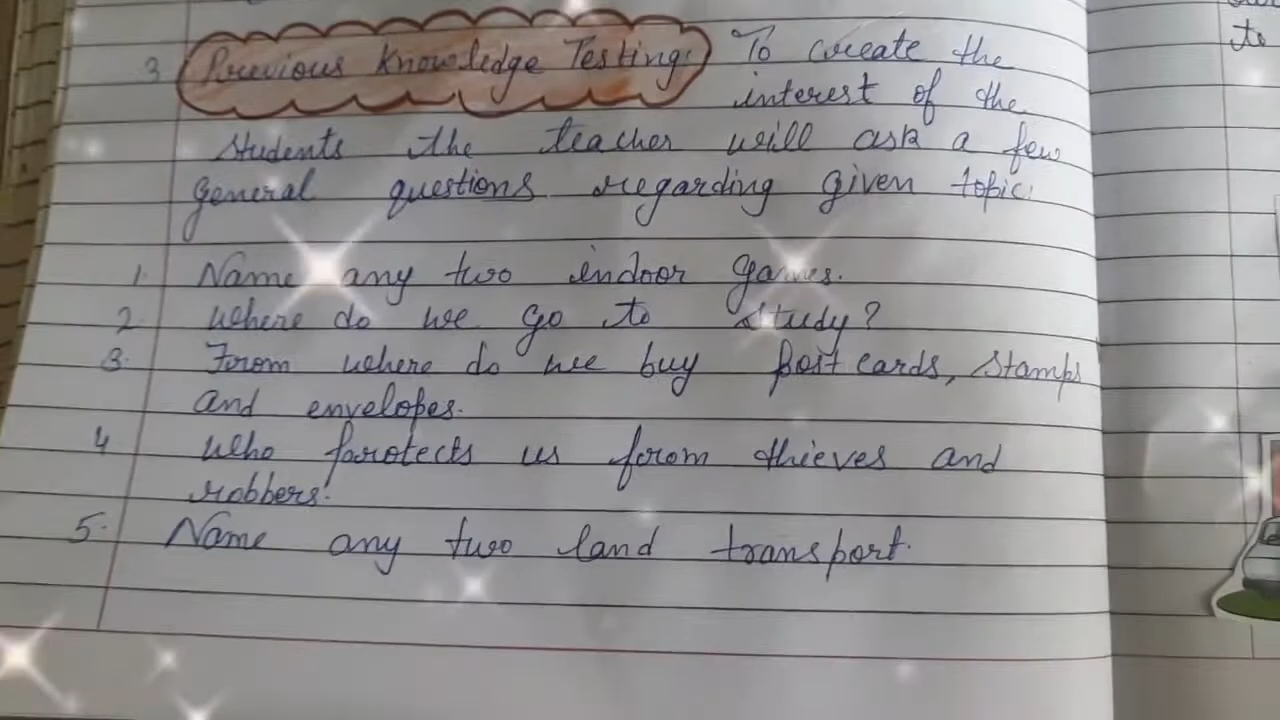 3 Previous Knowledge Testing: To create the
interest of the
students the teacher will ask a few
general questions regarding given topic.
1. Name any two indoor games.
2 where do we go to study?
3. From where do we buy post cards, stamps
and envelopes.
4 who protects us from thieves and
robbers!
5. Name any two land transport.
to